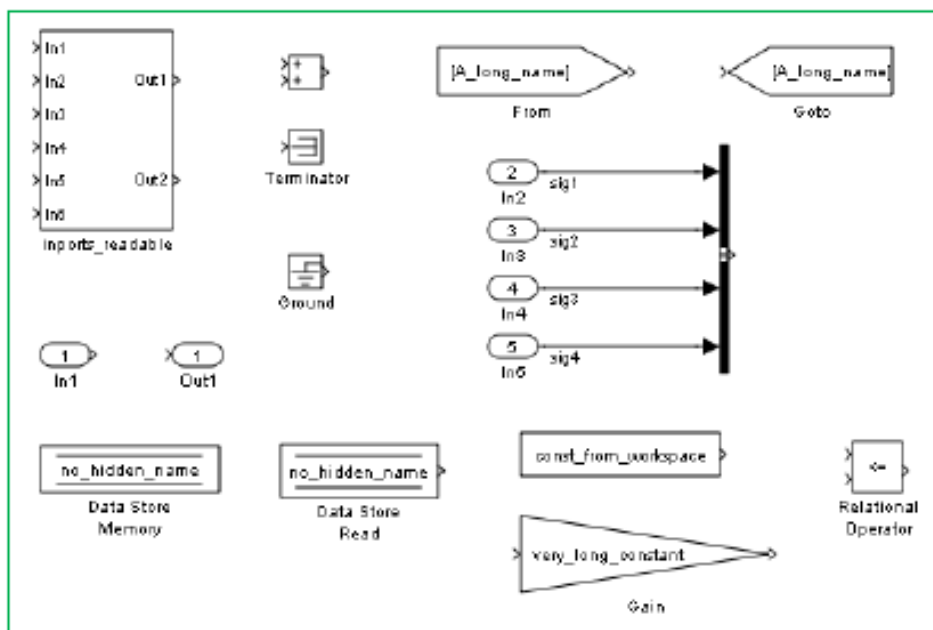 In1
In2
In3
In4
In5
In6
Out1
Out2
inports_readable
+
+
Terminator
Ground
[A_long_name]
From
[A_long_name]
Goto
2
In2
sig1
3
In3
sig2
4
In4
sig3
5
In5
sig4
1
In1
1
Out1
no_hidden_name
Data Store
Memory
no_hidden_name
Data Store
Read
const_from_workspace
very_long_constant
Gain
<=
Relational
Operator